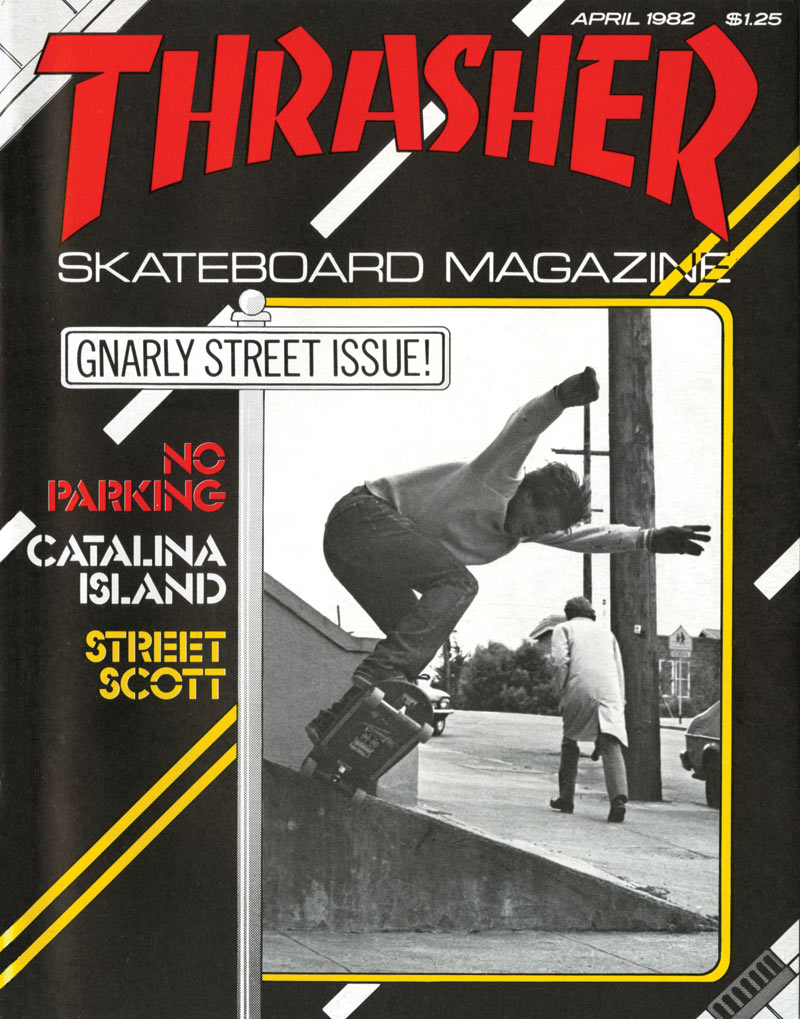 APRIL 1982 $1.25
THRASHER
SKATEBOARD MAGAZINE
GNARLY STREET ISSUE!
NO
PARKING
CATALINA
ISLAND
STREET
SCOTT